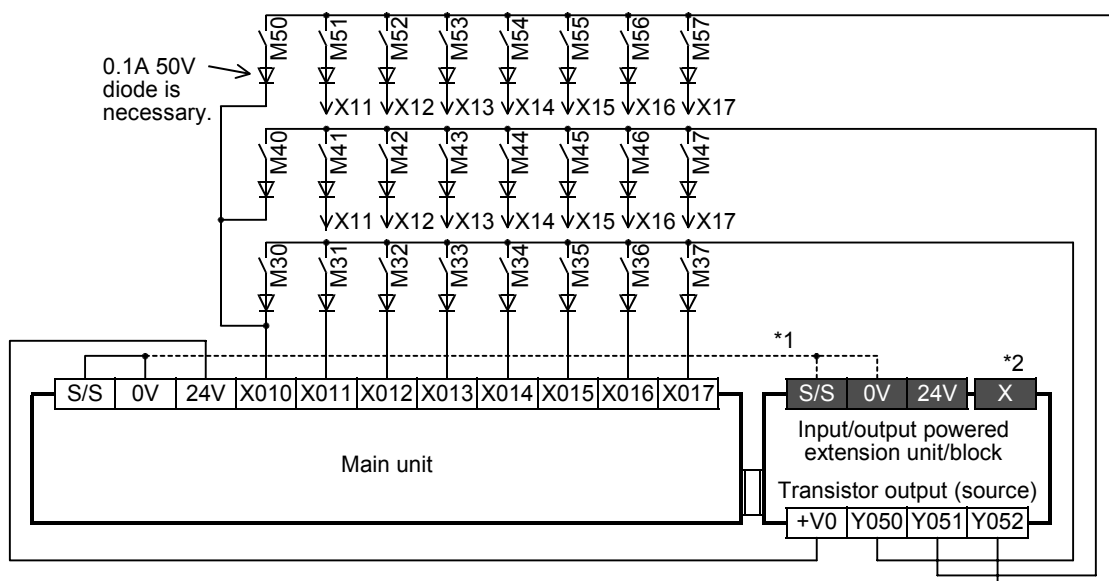 M50 M51 M52 M53 M54 M55 M56 M57
0.1A 50V
diode is
necessary.
X11 X12 X13 X14 X15 X16 X17
M40 M41 M42 M43 M44 M45 M46 M47
X11 X12 X13 X14 X15 X16 X17
M30 M31 M32 M33 M34 M35 M36 M37
*1
*2
S/S 0V 24V X010 X011 X012 X013 X014 X015 X016 X017
S/S 0V 24V X
Main unit
Input/output powered
extension unit/block
Transistor output (source)
+V0 Y050 Y051 Y052